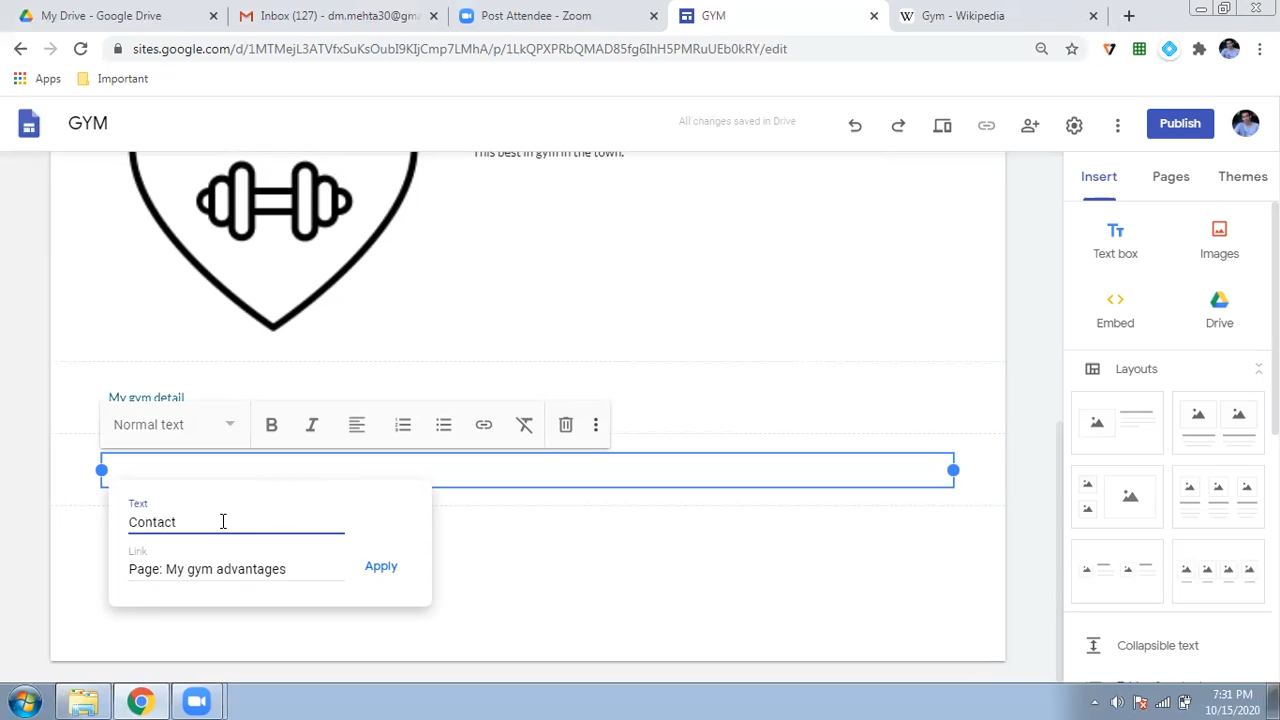 My Drive - Google Drive
Inbox (127) - dm.mehta30@gm
Post Attendee - Zoom
GYM
Gym - Wikipedia
sites.google.com/d/1MTMejL3ATVfxSuKsOubI9KIjCmp7LMhA/p/1LkQPXPRbQMAD85fg6IhH5PMRuUEb0kRY/edit
Apps
Important
GYM
All changes saved in Drive
Publish
This best in gym in the town.
Insert
Pages
Themes
Text box
Images
Embed
Drive
Layouts
My gym detail
Normal text
Text
Contact
Link
Page: My gym advantages
Apply
Collapsible text
7:31 PM
10/15/2020